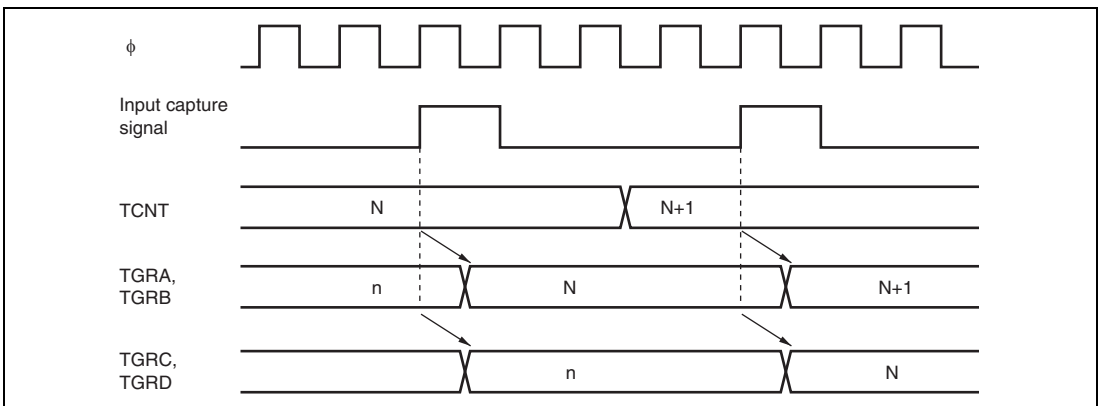 ϕ
Input capture
signal
TCNT
N
N+1
TGRA,
TGRB
n
N
N+1
TGRC,
TGRD
n
N